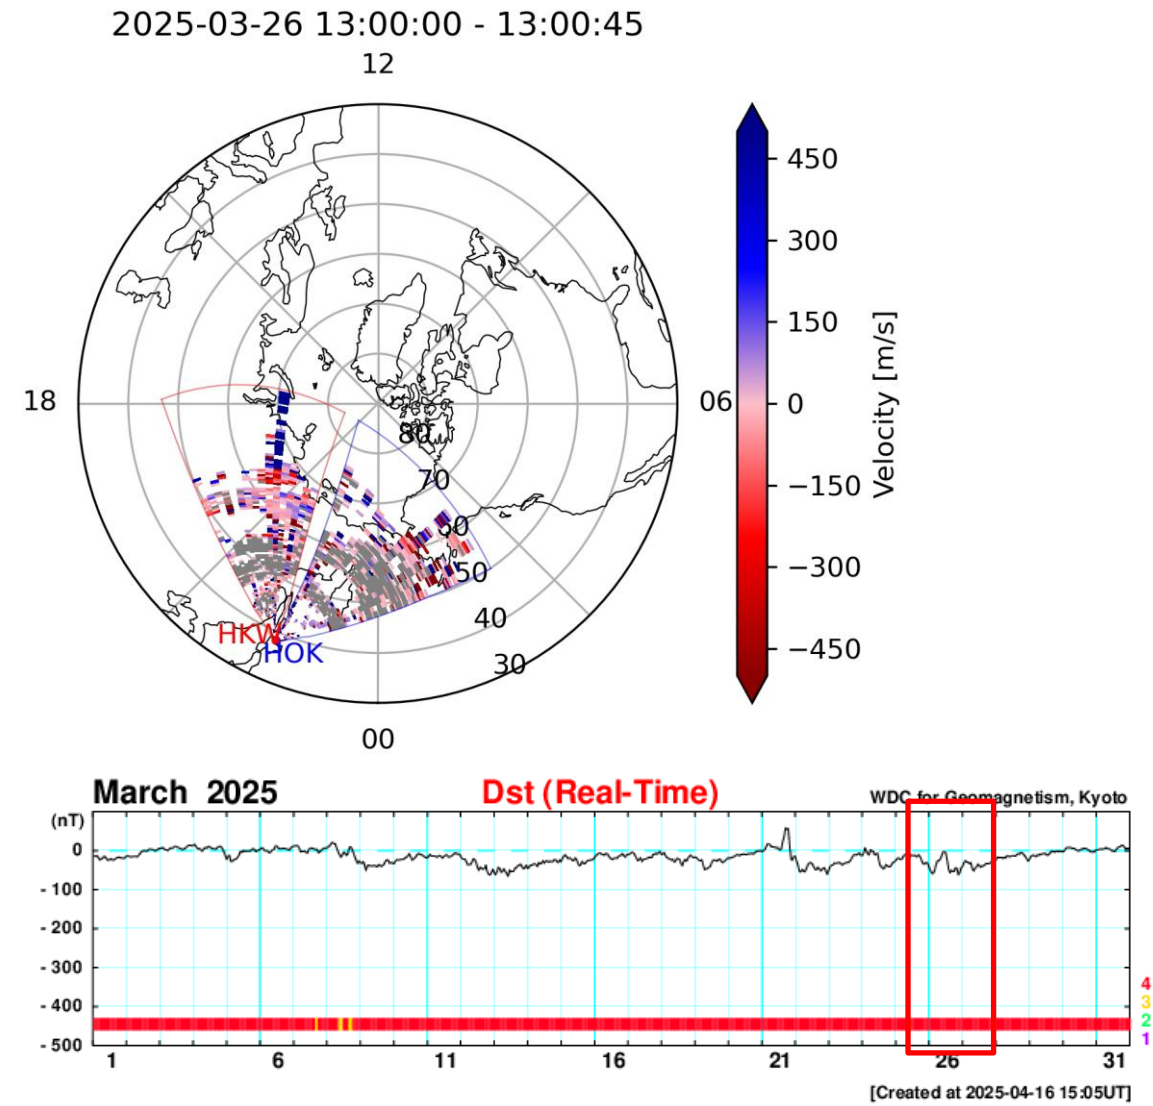 2025-03-26 13:00:00 - 13:00:45
12
450
300
150
18
06
0
80
Velocity [m/s]
70
−150
60
−300
50
40
HKW
−450
HOK
30
00
March 2025
Dst (Real-Time)
WDC for Geomagnetism, Kyoto
(nT)
0
- 100
- 200
- 300
4
- 400
3
2
- 500
1
1 6 11 16 21 26 31
[Created at 2025-04-16 15:05UT]